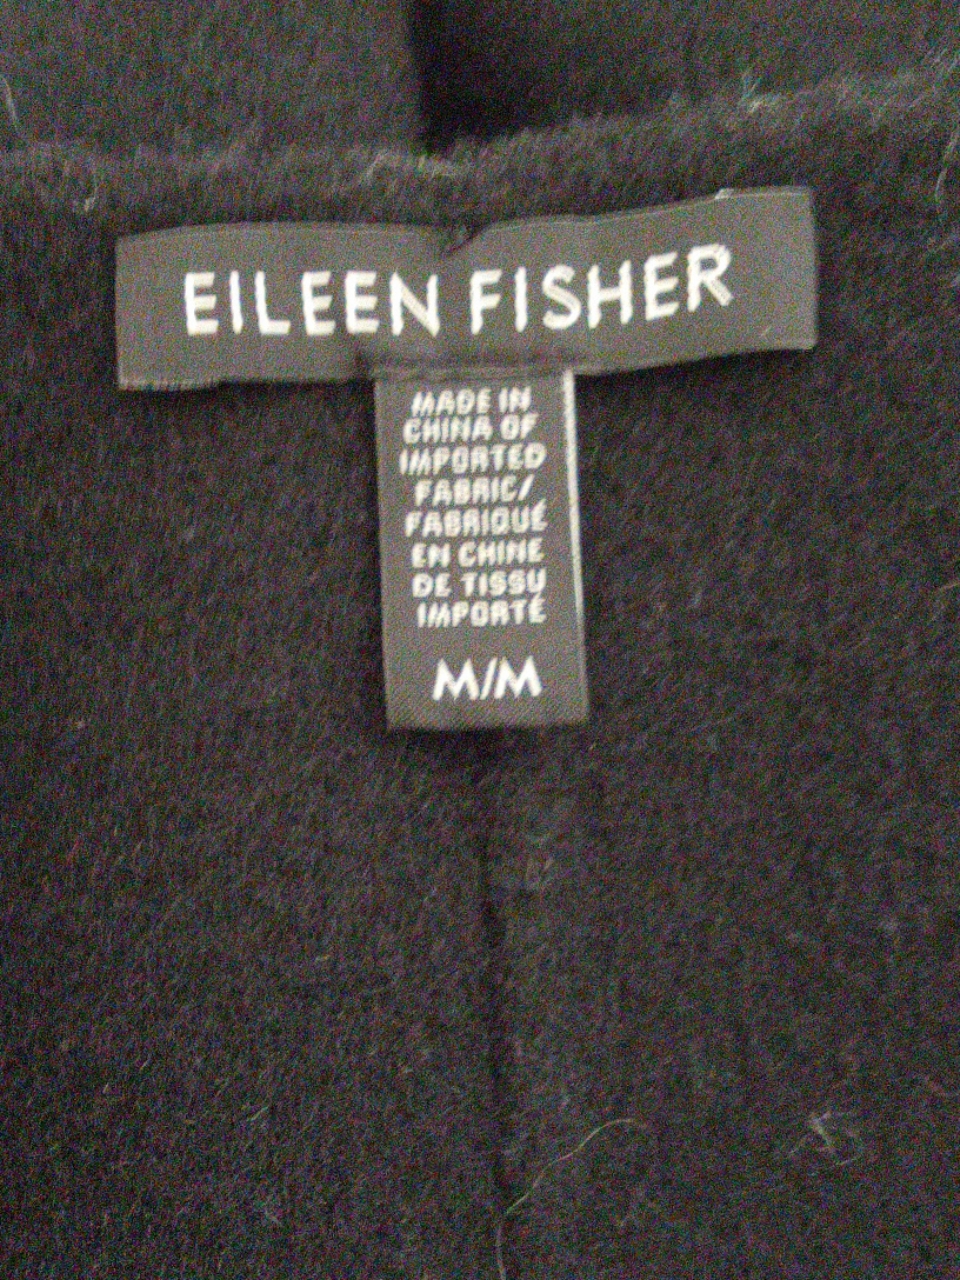 EILEEN FISHER
MADE IN
CHINA OF
IMPORTED
FABRIC/
FABRIQUÉ
EN CHINE
DE TISSU
IMPORTÉ
M/M